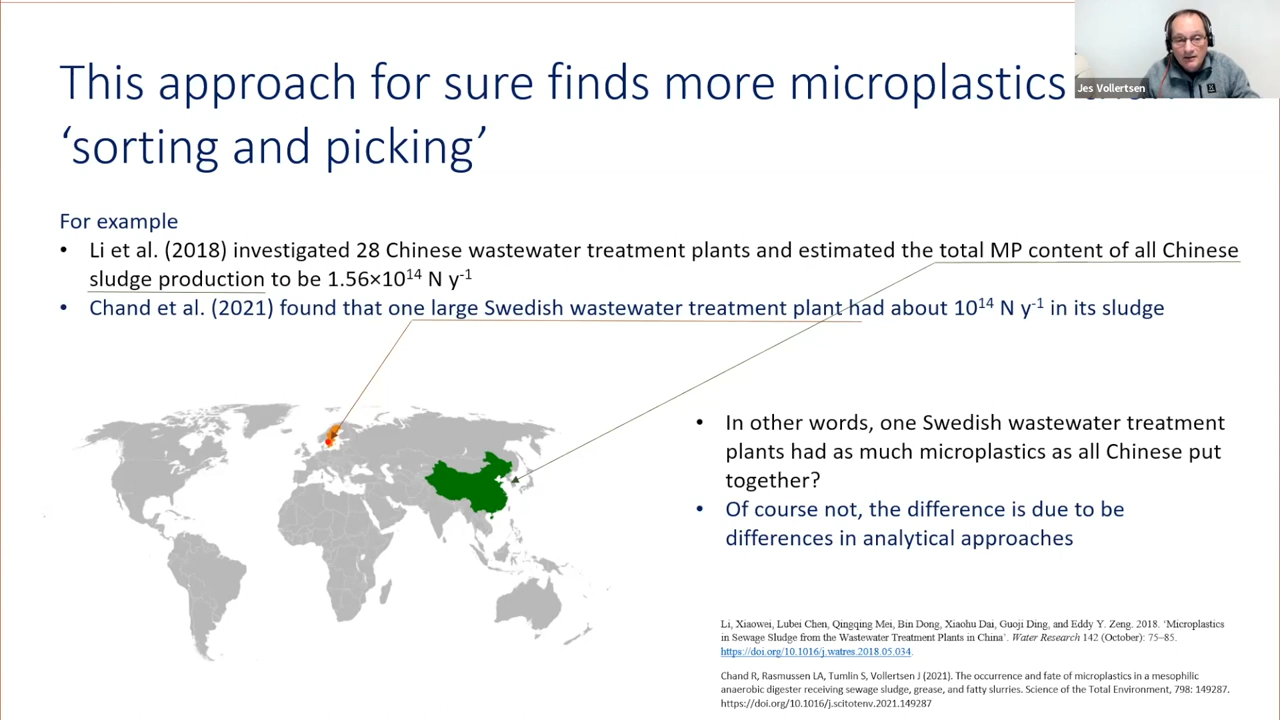 This approach for sure finds more microplastics
Jes Vollertsen
‘sorting and picking’
For example
• Li et al. (2018) investigated 28 Chinese wastewater treatment plants and estimated the total MP content of all Chinese
sludge production to be 1.56×10¹⁴ N y⁻¹
• Chand et al. (2021) found that one large Swedish wastewater treatment plant had about 10¹⁴ N y⁻¹ in its sludge
• In other words, one Swedish wastewater treatment
plants had as much microplastics as all Chinese put
together?
• Of course not, the difference is due to be
differences in analytical approaches
Li, Xiaowei, Lubei Chen, Qingqing Mei, Bin Dong, Xiaohu Dai, Guoji Ding, and Eddy Y. Zeng. 2018. ‘Microplastics
in Sewage Sludge from the Wastewater Treatment Plants in China’. Water Research 142 (October): 75–85.
https://doi.org/10.1016/j.watres.2018.05.034.
Chand R, Rasmussen LA, Tumlin S, Vollertsen J (2021). The occurrence and fate of microplastics in a mesophilic
anaerobic digester receiving sewage sludge, grease, and fatty slurries. Science of the Total Environment, 798: 149287.
https://doi.org/10.1016/j.scitotenv.2021.149287